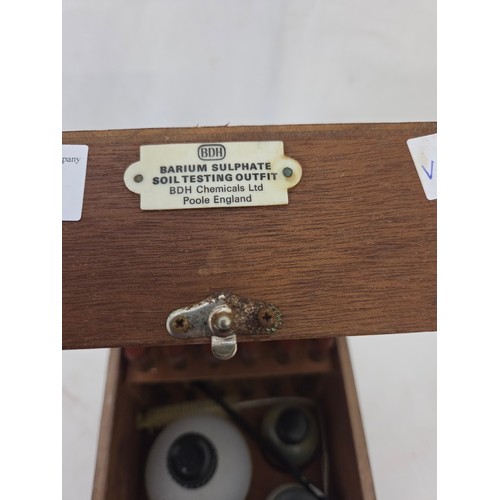 pany
BDH
BARIUM SULPHATE
SOIL TESTING OUTFIT
BDH Chemicals Ltd
Poole England
V